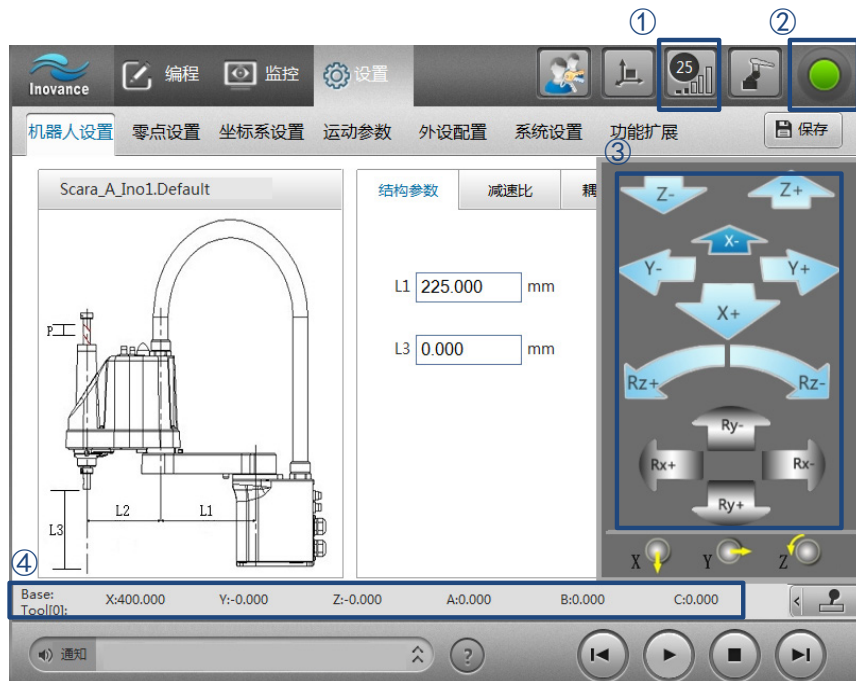 ① ②
Inovance 编程 监控 设置 25
机器人设置 零点设置 坐标系设置 运动参数 外设配置 系统设置 功能扩展 保存
③
Scara_A_Ino1.Default
结构参数 减速比 耦
Z- Z+
X-
Y- Y+
L1 225.000 mm
X+
P
L3 0.000 mm
Rz+ Rz-
Ry-
Rx+ Rx-
Ry+
L2 L1
L3
④
X Y Z
Base:
Tool[0]: X:400.000 Y:-0.000 Z:-0.000 A:0.000 B:0.000 C:0.000 <
通知 ?